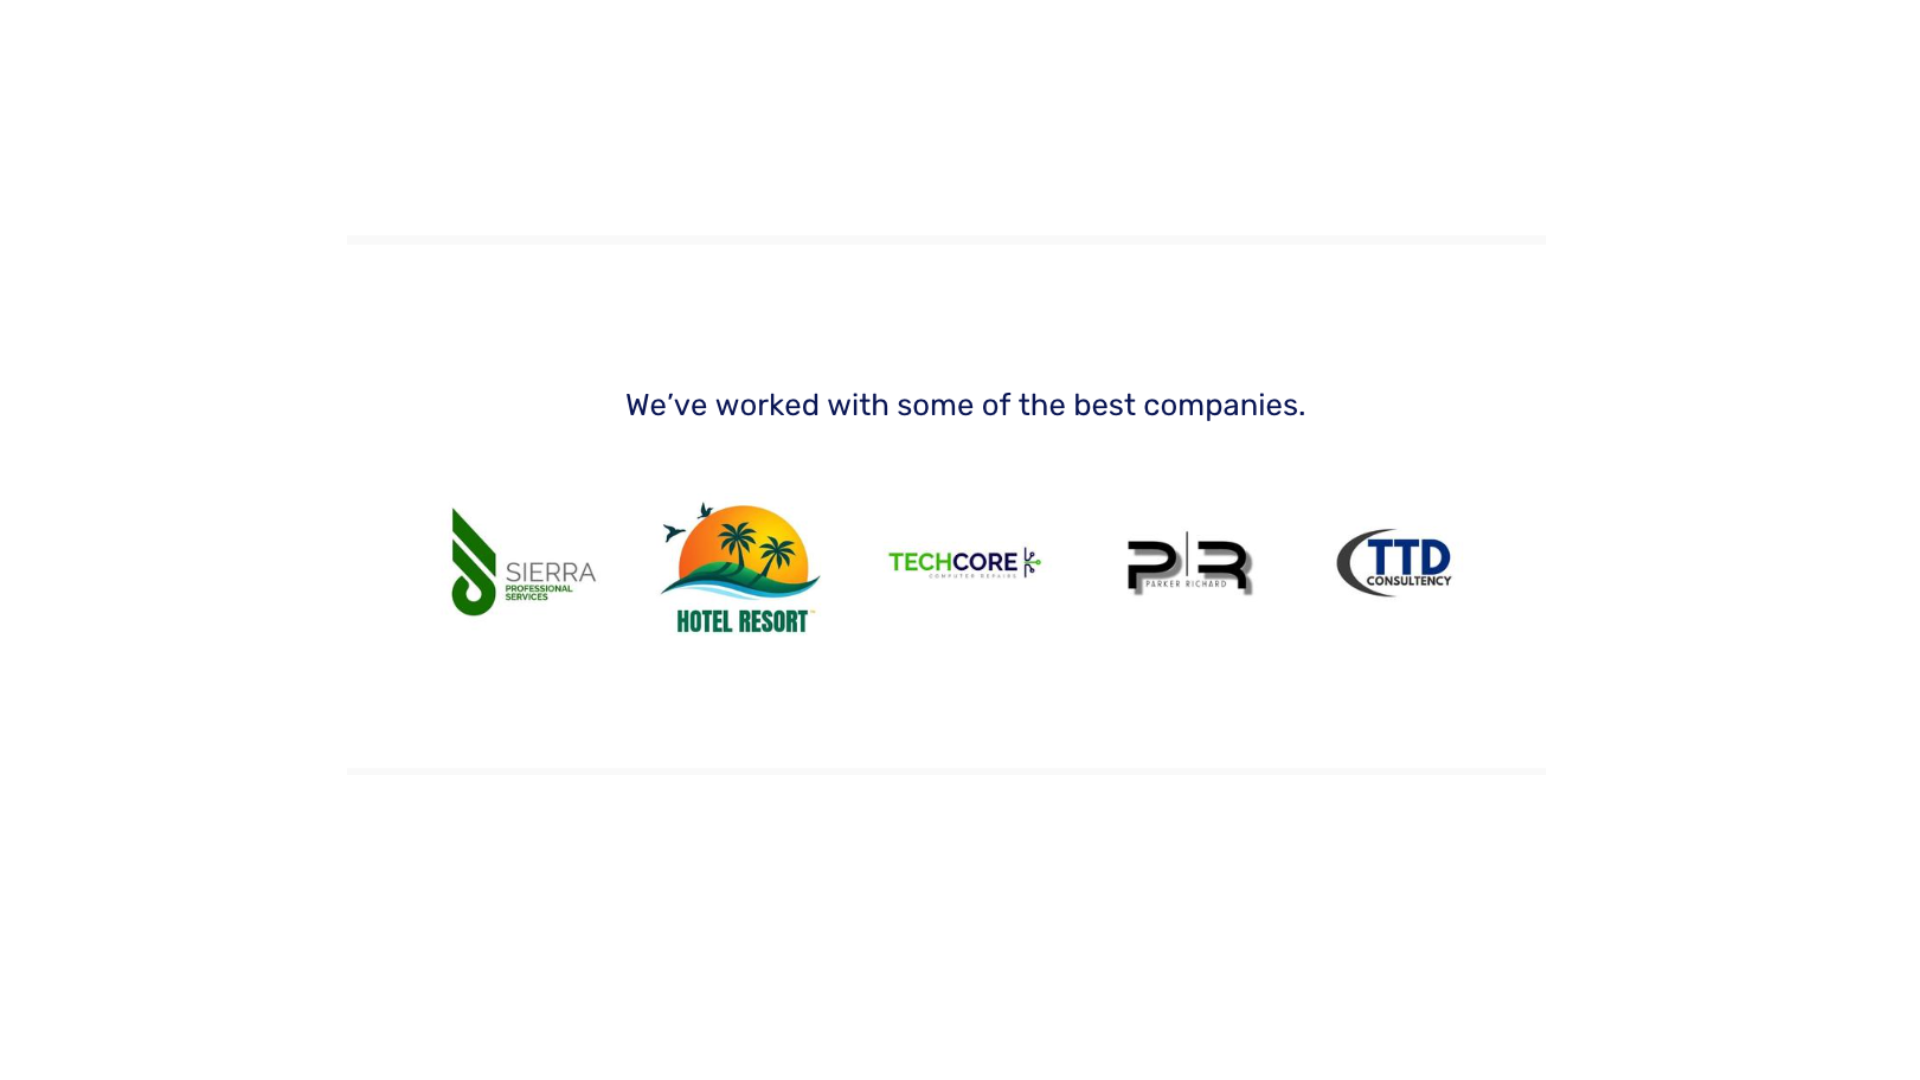 We've worked with some of the best companies.
SIERRA
PROFESSIONAL
SERVICES
HOTEL RESORT
TECHCORE
COMPUTER REPAIRS
P|R
PARKER RICHARD
TTD
CONSULTENCY